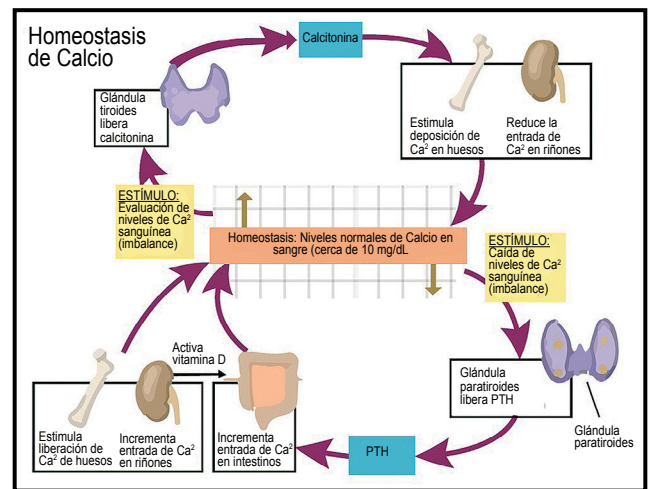 Homeostasis
de Calcio
Calcitonina
Glándula
tiroides
libera
calcitonina
Estimula
deposición de
Ca² en huesos
Reduce la
entrada de
Ca² en riñones
ESTÍMULO:
Evaluación de
niveles de Ca²
sanguínea
(imbalance)
Homeostasis: Niveles normales de Calcio en
sangre (cerca de 10 mg/dL
ESTÍMULO:
Caída de
niveles de Ca²
sanguínea
(imbalance)
Activa
vitamina D
Estimula
liberación de
Ca² de huesos
Incrementa
entrada de Ca²
en riñones
Incrementa
entrada de Ca²
en intestinos
PTH
Glándula
paratiroides
libera PTH
Glándula
paratiroides